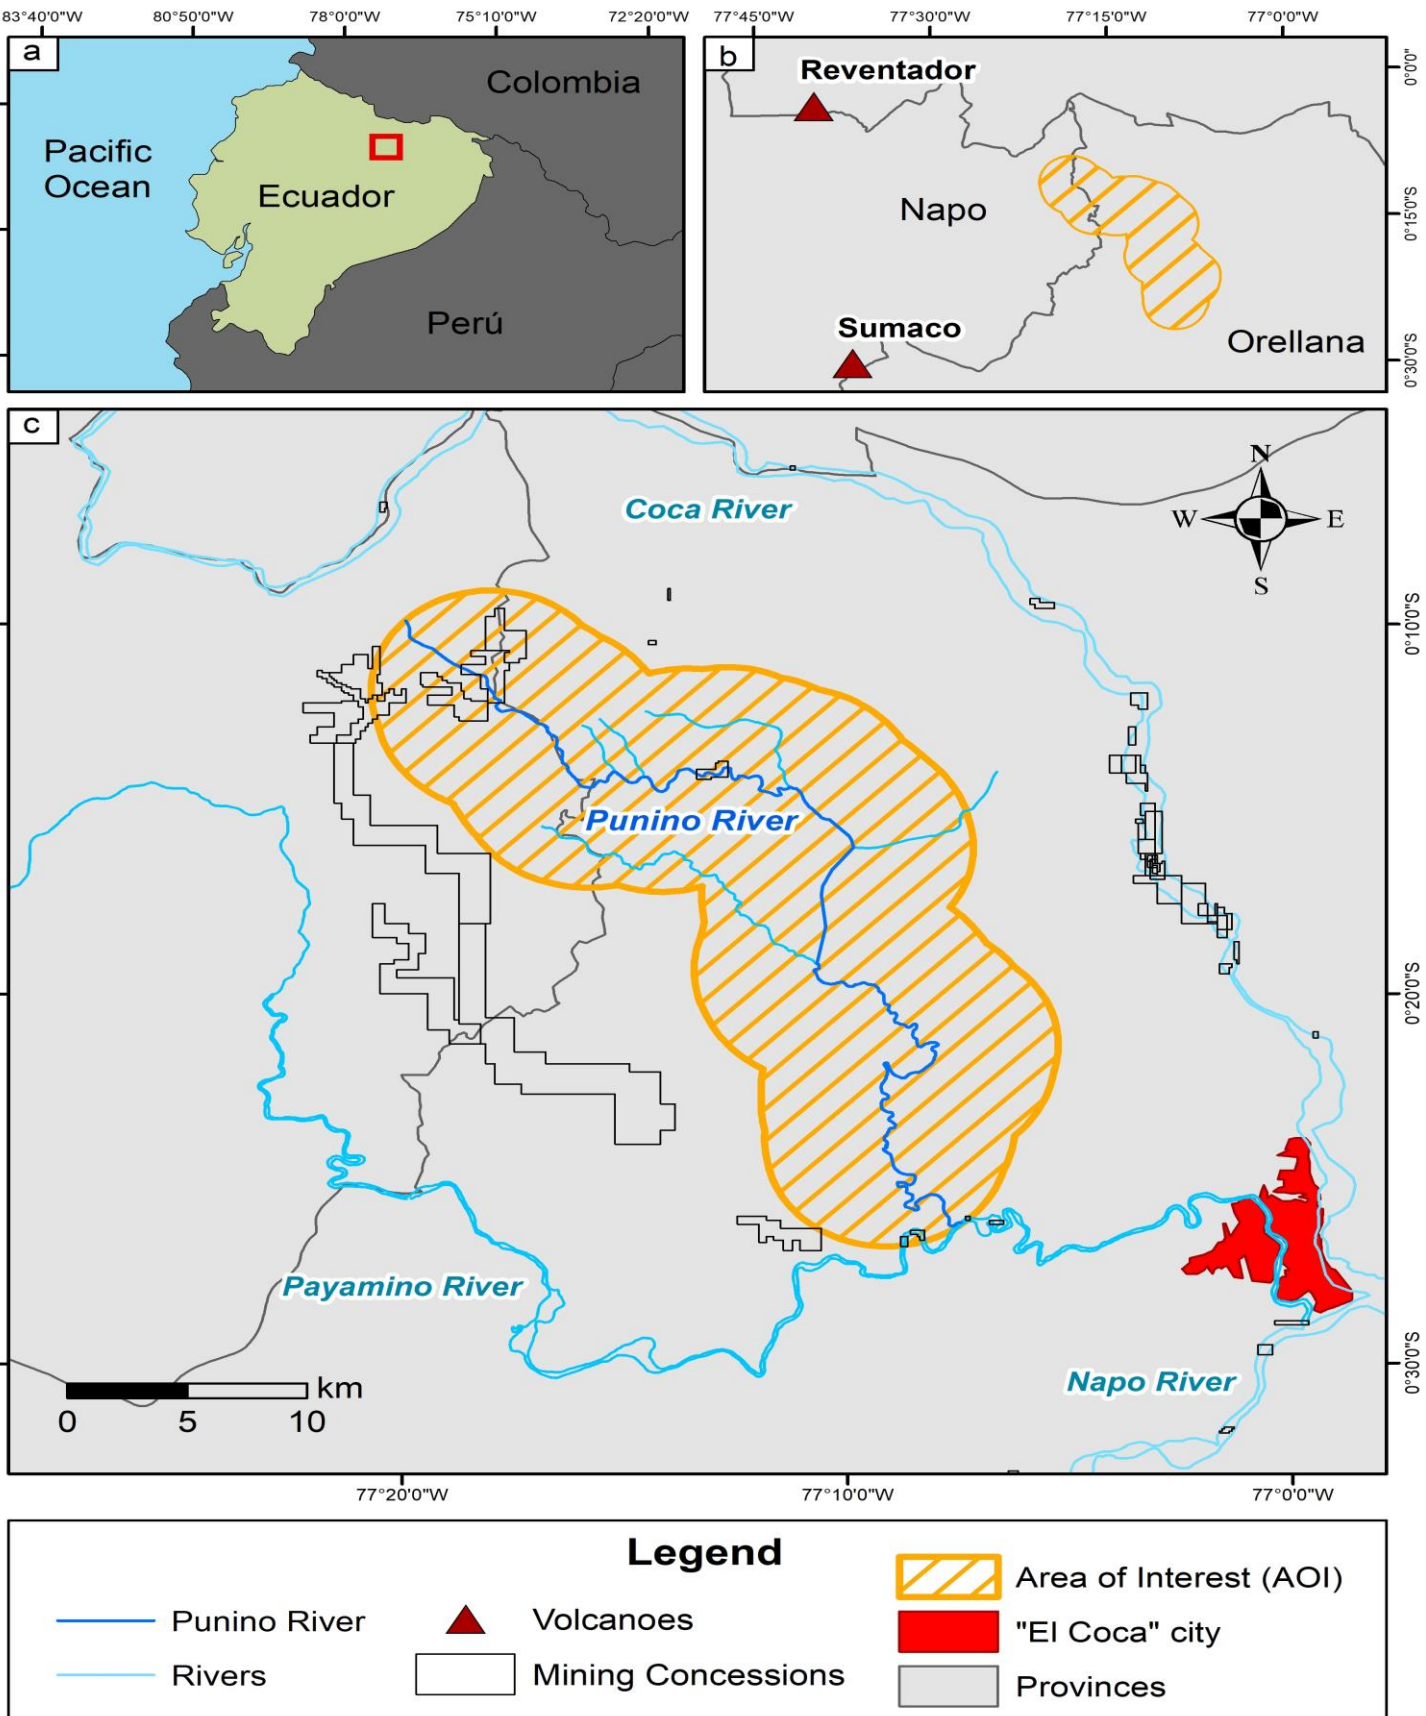 83°40'0"W 80°50'0"W 78°0'0"W 75°10'0"W 72°20'0"W
77°45'0"W 77°30'0"W 77°15'0"W 77°0'0"W
a
Colombia
Pacific
Ocean
Ecuador
Perú
b
Reventador
Napo
Sumaco
Orellana
0°0'0"
0°15'0"S
0°30'0"S
c
Coca River
N
W
E
S
Punino River
Payamino River
Napo River
0°10'0"S
0°20'0"S
0°30'0"S
km
0 5 10
77°20'0"W 77°10'0"W 77°0'0"W
Legend
Punino River
Rivers
Volcanoes
Mining Concessions
Area of Interest (AOI)
"El Coca" city
Provinces